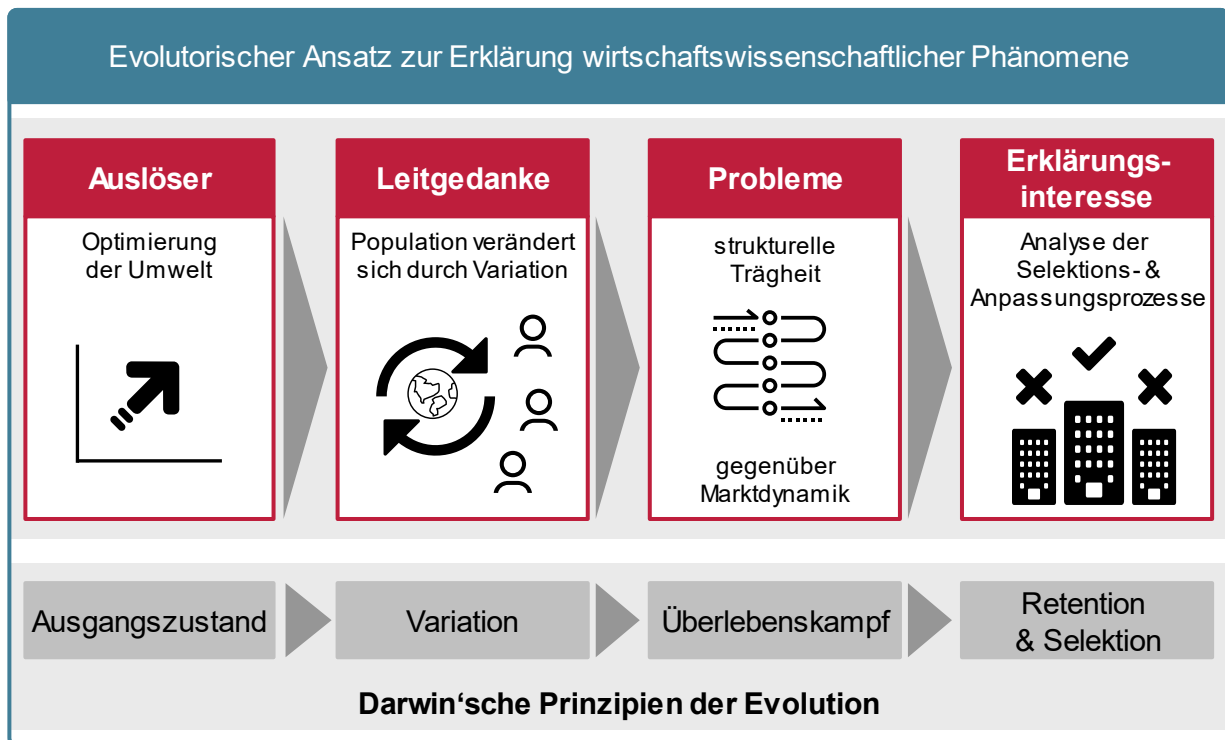 Evolutorischer Ansatz zur Erklärung wirtschaftswissenschaftlicher Phänomene
Auslöser
Optimierung
der Umwelt
Leitgedanke
Population verändert
sich durch Variation
Probleme
strukturelle
Trägheit
gegenüber
Marktdynamik
Erklärungs-
interesse
Analyse der
Selektions- &
Anpassungsprozesse
Ausgangszustand
Variation
Überlebenskampf
Retention
& Selektion
Darwin‘sche Prinzipien der Evolution